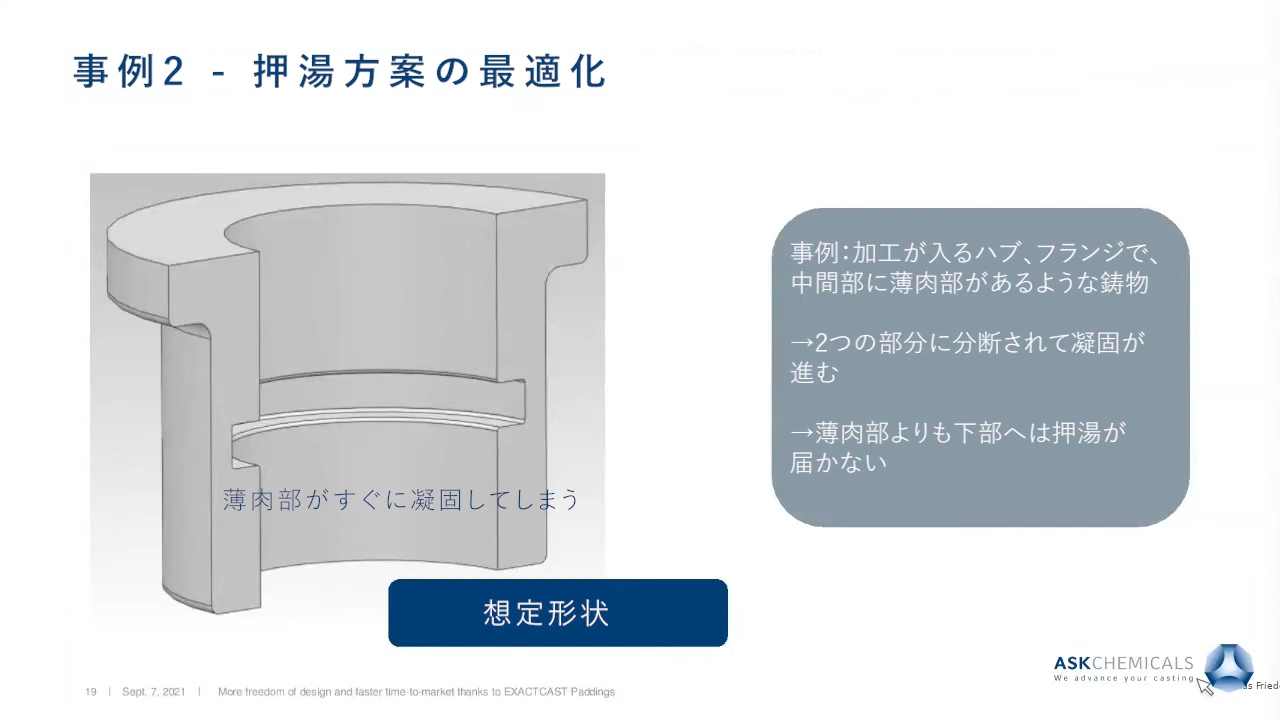 事例2 - 押湯方案の最適化
事例：加工が入るハブ、フランジで、
中間部に薄肉部があるような鋳物
→2つの部分に分断されて凝固が
進む
→薄肉部よりも下部へは押湯が
届かない
薄肉部がすぐに凝固してしまう
想定形状
ASKCHEMICALS
We advance your casting
19 | Sept. 7, 2021 | More freedom of design and faster time-to-market thanks to EXACTCAST Paddings